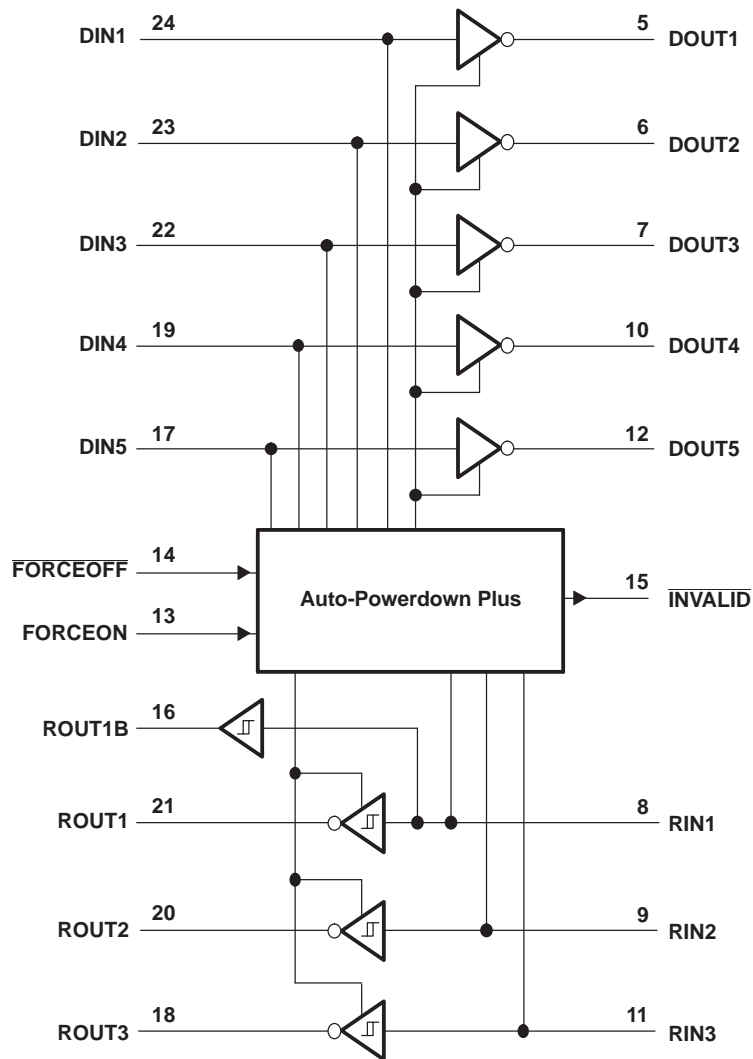 DIN1 24 5 DOUT1
DIN2 23 6 DOUT2
DIN3 22 7 DOUT3
DIN4 19 10 DOUT4
DIN5 17 12 DOUT5
FORCEOFF 14
Auto-Powerdown Plus
15 INVALID
FORCEON 13
ROUT1B 16
ROUT1 21 8 RIN1
ROUT2 20 9 RIN2
ROUT3 18 11 RIN3